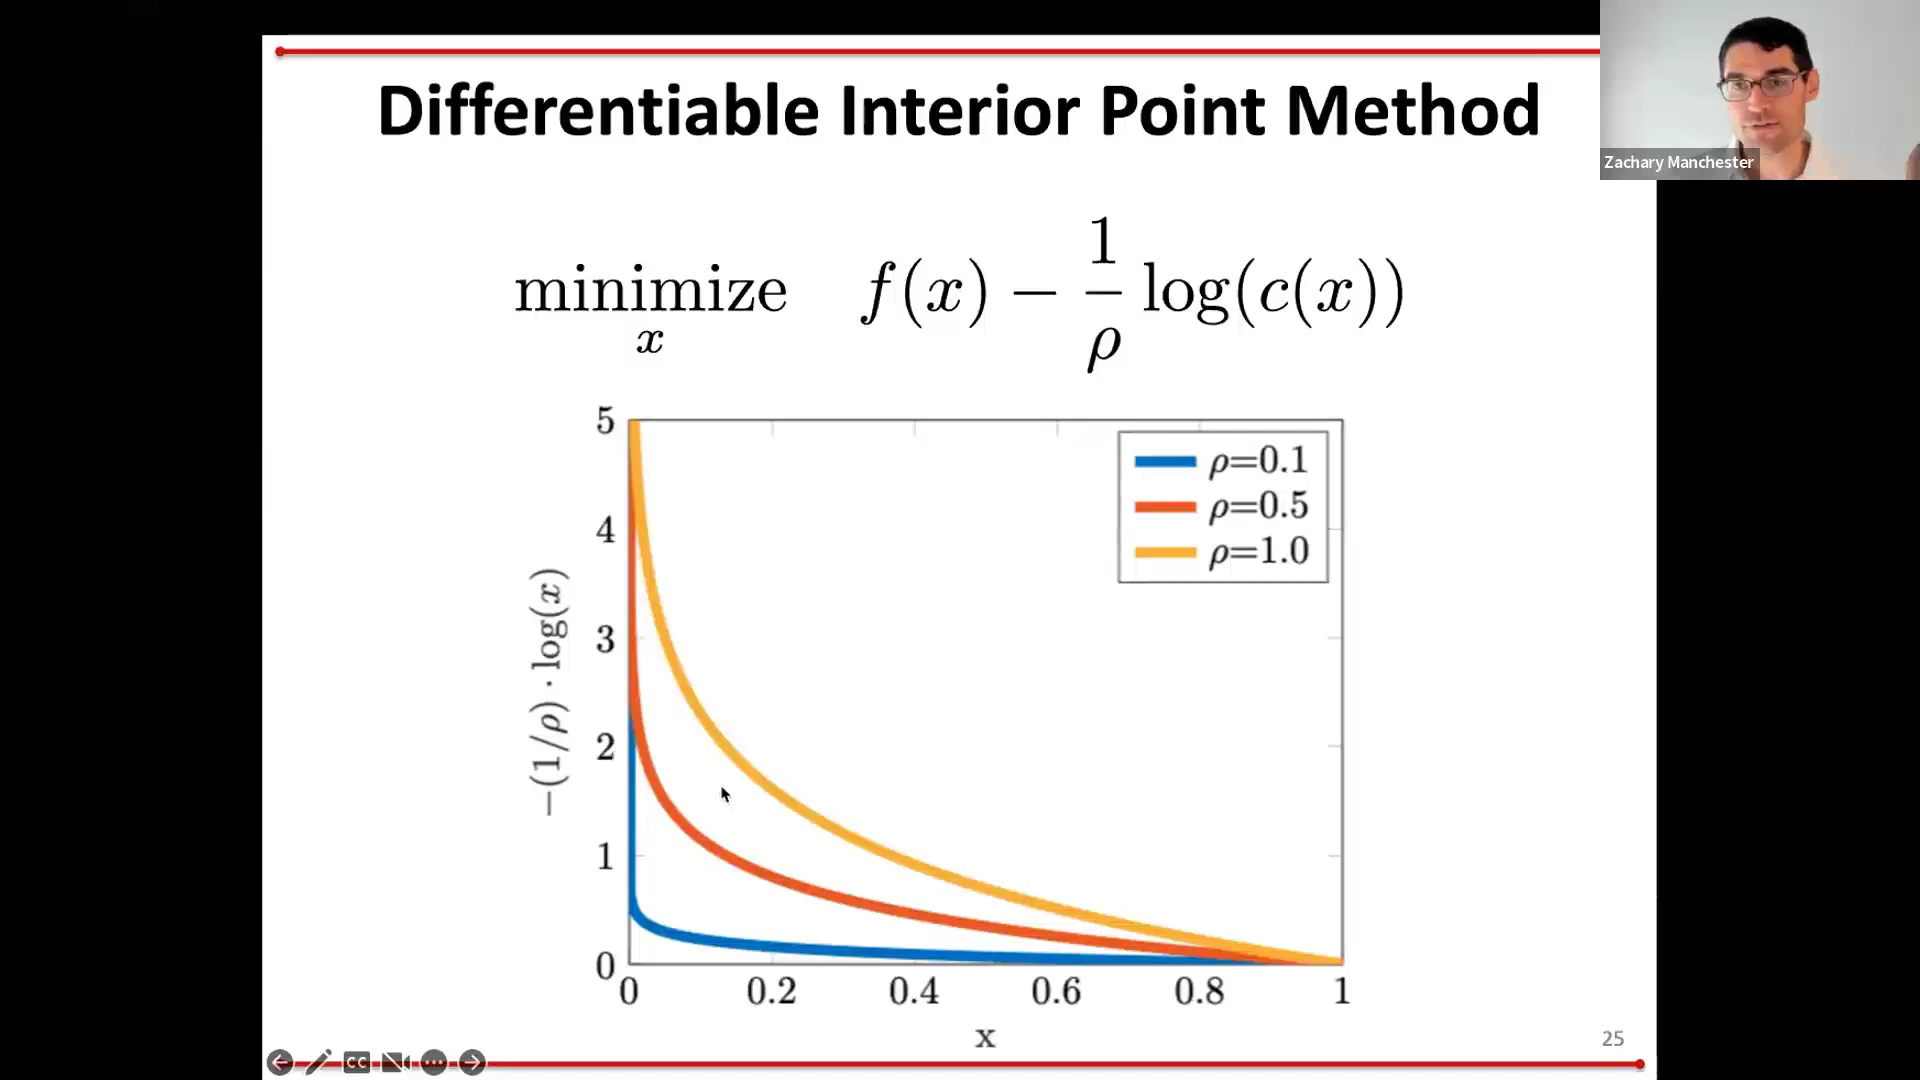 Differentiable Interior Point Method
Zachary Manchester
minimize f(x) − 1/ρ log(c(x))
x
5
4
3
2
1
0
−(1/ρ) · log(x)
ρ=0.1
ρ=0.5
ρ=1.0
0 0.2 0.4 0.6 0.8 1
x
25
CC